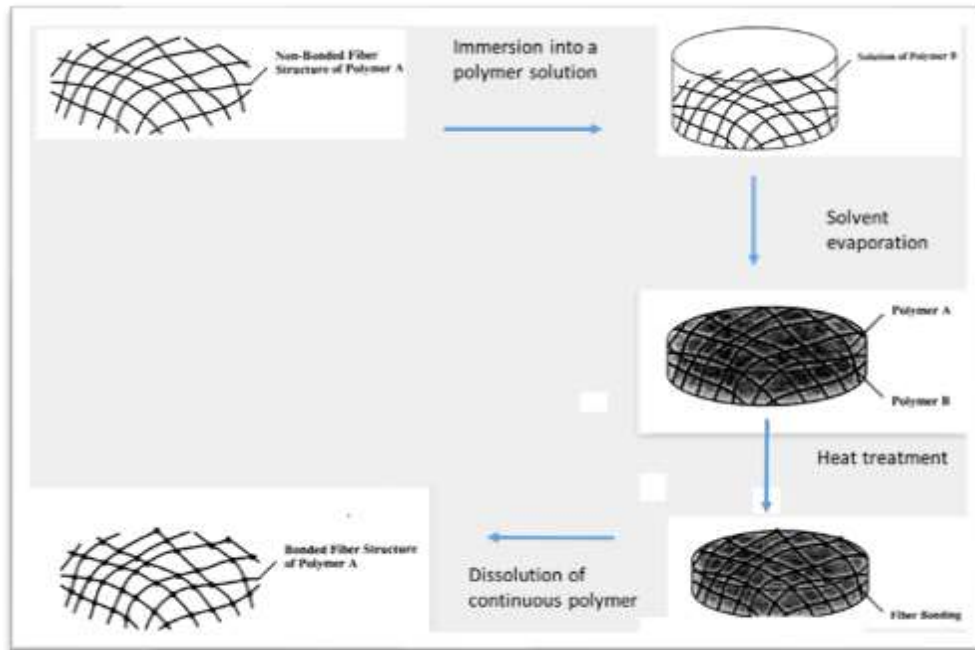 Non-Bonded Fiber
Structure of Polymer A
Immersion into a
polymer solution
Solution of Polymer B
Solvent
evaporation
Polymer A
Polymer B
Heat treatment
Fiber Bonding
Dissolution of
continuous polymer
Bonded Fiber Structure
of Polymer A